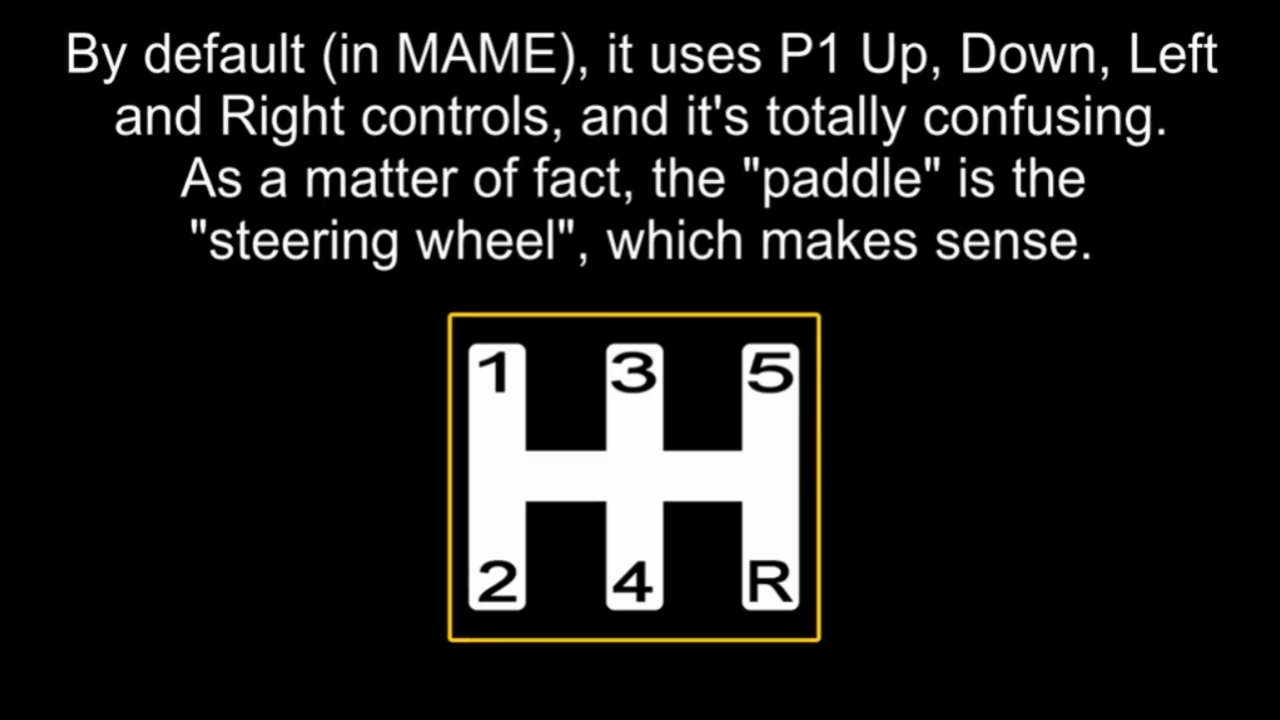 By default (in MAME), it uses P1 Up, Down, Left
and Right controls, and it's totally confusing.
As a matter of fact, the "paddle" is the
"steering wheel", which makes sense.
1 3 5
2 4 R